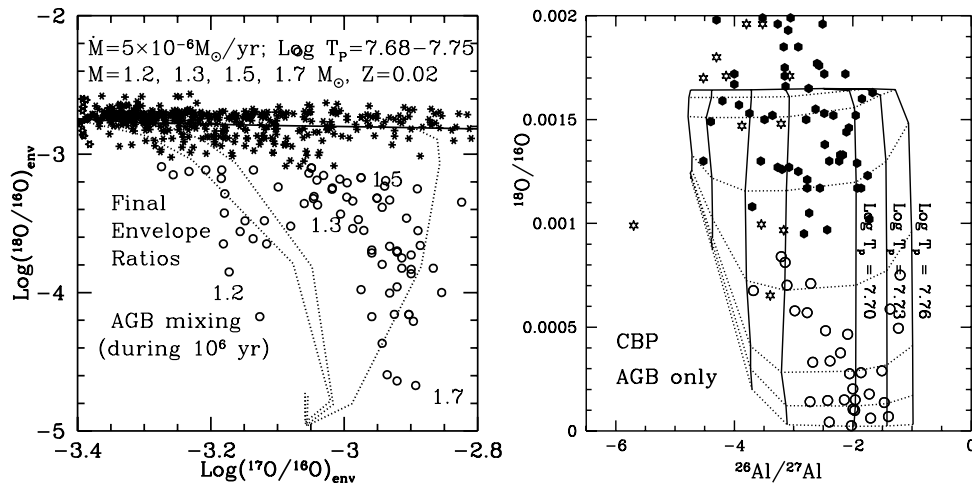 −2
Ṁ=5×10⁻⁶M☉/yr; Log Tₚ=7.68−7.75
M=1.2, 1.3, 1.5, 1.7 M☉, Z=0.02
−3
−4
−5
Log(¹⁸O/¹⁶O)env
1.5
1.3
1.2
1.7
Final
Envelope
Ratios
AGB mixing
(during 10⁶ yr)
−3.4
−3.2
−3
−2.8
Log(¹⁷O/¹⁶O)env
0.002
0.0015
0.001
0.0005
0
¹⁸O/¹⁶O
Log Tₚ = 7.70
Log Tₚ = 7.73
Log Tₚ = 7.76
CBP
AGB only
−6
−4
−2
0
²⁶Al/²⁷Al